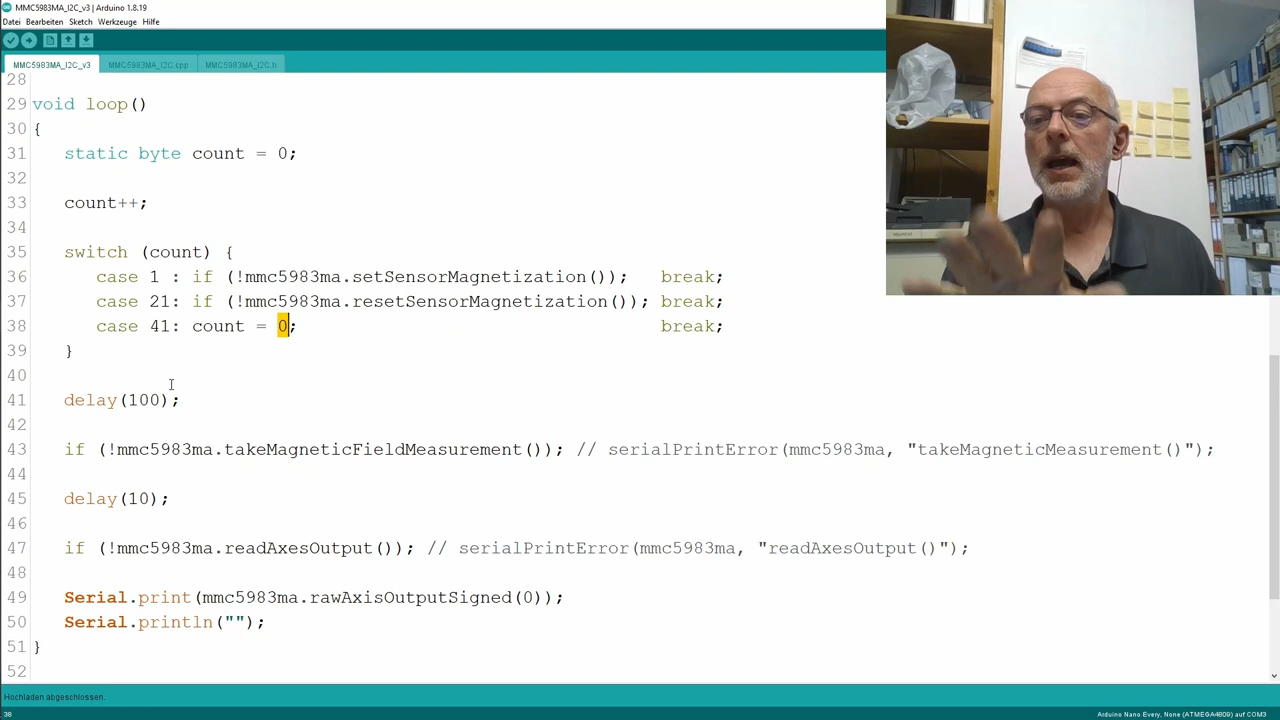 MMC5983MA_I2C_v3 | Arduino 1.8.19
Datei Bearbeiten Sketch Werkzeuge Hilfe
MMC5983MA_I2C_v3 MMC5983MA_I2C.cpp MMC5983MA_I2C.h
28
29 void loop()
30 {
31 static byte count = 0;
32
33 count++;
34
35 switch (count) {
36 case 1 : if (!mmc5983ma.setSensorMagnetization()); break;
37 case 21: if (!mmc5983ma.resetSensorMagnetization()); break;
38 case 41: count = 0; break;
39 }
40
41 delay(100);
42
43 if (!mmc5983ma.takeMagneticFieldMeasurement()); // serialPrintError(mmc5983ma, "takeMagneticMeasurement()");
44
45 delay(10);
46
47 if (!mmc5983ma.readAxesOutput()); // serialPrintError(mmc5983ma, "readAxesOutput()");
48
49 Serial.print(mmc5983ma.rawAxisOutputSigned(0));
50 Serial.println("");
51 }
52
Hochladen abgeschlossen.
38 Arduino Nano Every, None (ATMEGA4809) auf COM3